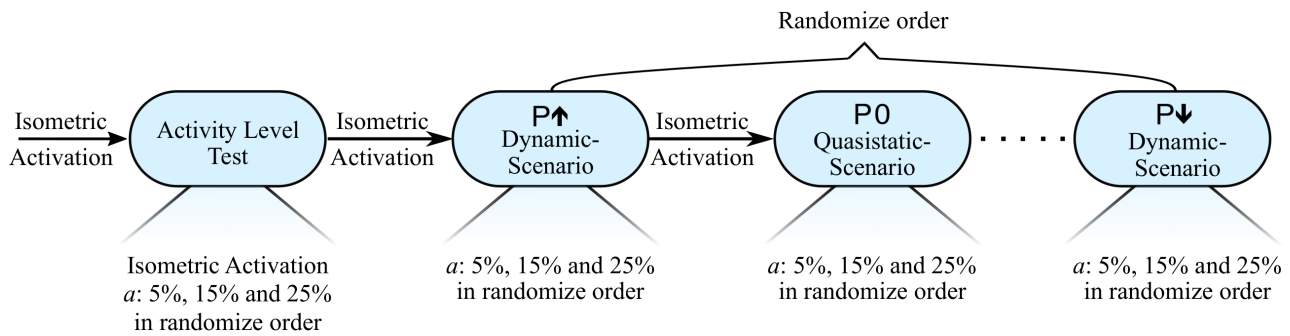 Randomize order
Isometric
Activation
Activity Level
Test
Isometric
Activation
P↑
Dynamic-
Scenario
Isometric
Activation
P0
Quasistatic-
Scenario
· · · · ·
P↓
Dynamic-
Scenario
Isometric Activation
a: 5%, 15% and 25%
in randomize order
a: 5%, 15% and 25%
in randomize order
a: 5%, 15% and 25%
in randomize order
a: 5%, 15% and 25%
in randomize order